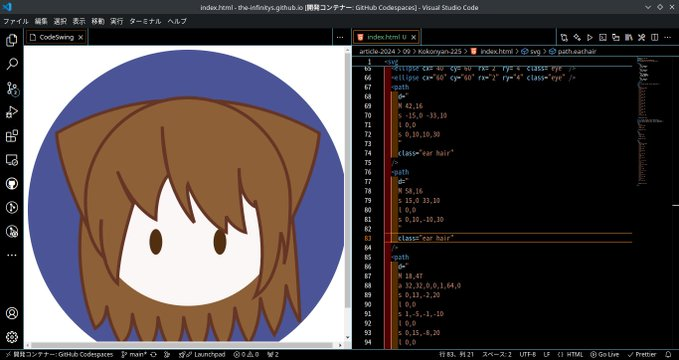 index.html - the-infinitys.github.io [開発コンテナー: GitHub Codespaces] - Visual Studio Code
ファイル 編集 選択 表示 移動 実行 ターミナル ヘルプ
CodeSwing
index.html U
article-2024 > 09 > Kokonyan-225 > index.html > svg > path.ear.hair
1 <svg
65 <ellipse cx="40" cy="60" rx="2" ry="4" class="eye" />
66 <ellipse cx="60" cy="60" rx="2" ry="4" class="eye" />
67 <path
68 d="
69 M 42,16
70 s -15,0 -33,10
71 l 0,0
72 s 0,10,10,30
73 "
74 class="ear hair"
75 />
76 <path
77 d="
78 M 58,16
79 s 15,0 33,10
80 l 0,0
81 s 0,10,-10,30
82 "
83 class="ear hair"
84 />
85 <path
86 d="
87 M 18,47
88 a 32,32,0,0,1,64,0
89 s 0,13,-2,20
90 l 0,0
91 s 1,-5,-1,-10
92 l 0,0
93 s 0,15,-8,20
94 l 0,0
開発コンテナー: GitHub Codespaces
main*
Launchpad
0 0
2
行 83、列 21
スペース: 2
UTF-8
LF
HTML
Go Live
Prettier